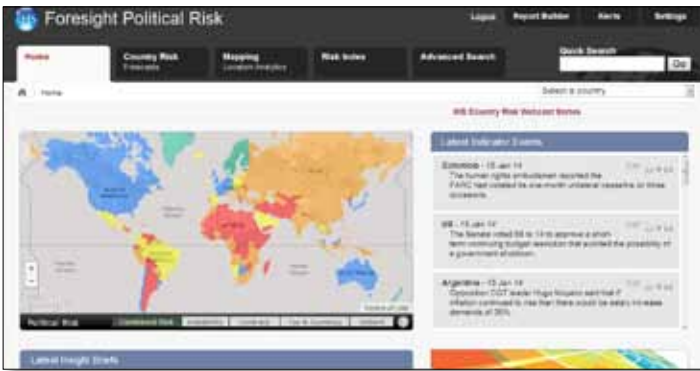 Foresight Political Risk
Logout
Report Builder
Alerts
Settings
Home
Country Risk
Forecasts
Mapping
Location Analytics
Risk Index
Advanced Search
Quick Search
Go
Home
Select a country
IHS Country Risk Webcast Series
Latest Indicator Events
Colombia - 15 Jan 14
The human rights ombudsman reported the
FARC had violated its one-month unilateral ceasefire on three
occasions.
US - 15 Jan 14
The Senate voted 86 to 14 to approve a short-
term continuing budget resolution that avoided the possibility of
a government shutdown.
Argentina - 15 Jan 14
Opposition CGT leader Hugo Moyano said that if
inflation continued to rise then there would be salary increase
demands of 30%.
Political Risk
Combined Risk
Latest Insight Briefs